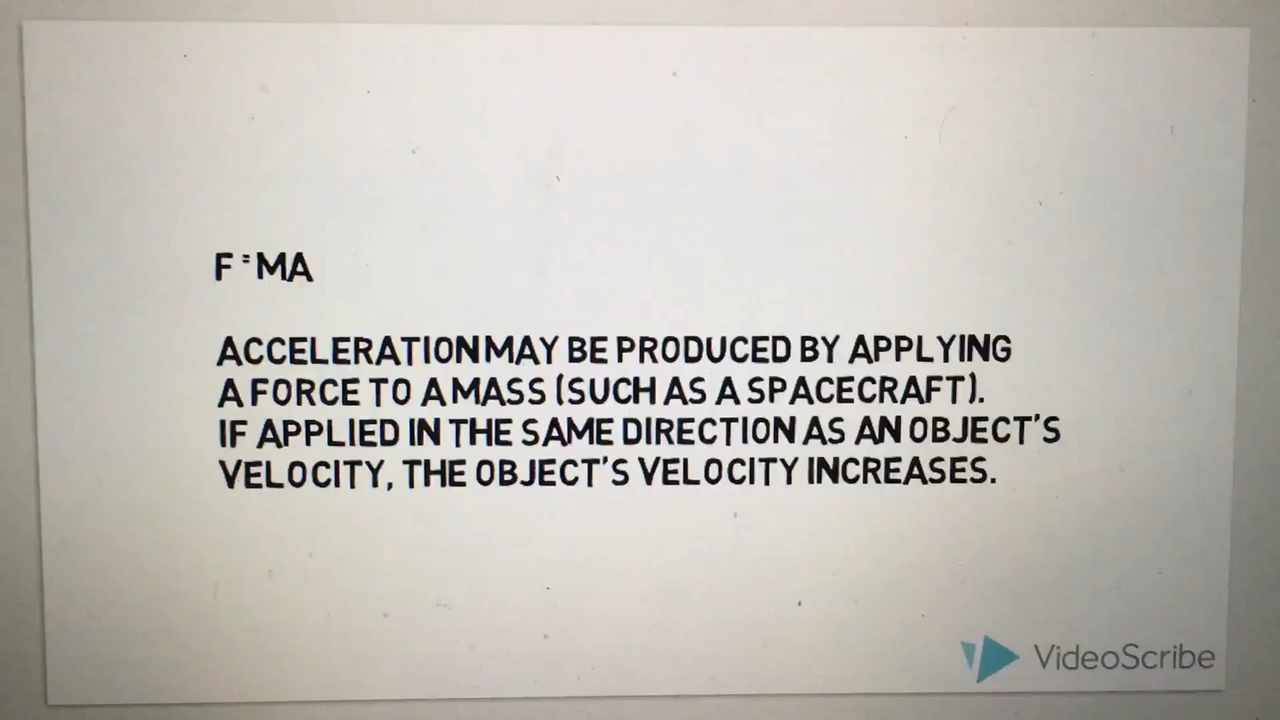 F=MA
ACCELERATION MAY BE PRODUCED BY APPLYING
A FORCE TO A MASS (SUCH AS A SPACECRAFT).
IF APPLIED IN THE SAME DIRECTION AS AN OBJECT'S
VELOCITY, THE OBJECT'S VELOCITY INCREASES.
VideoScribe